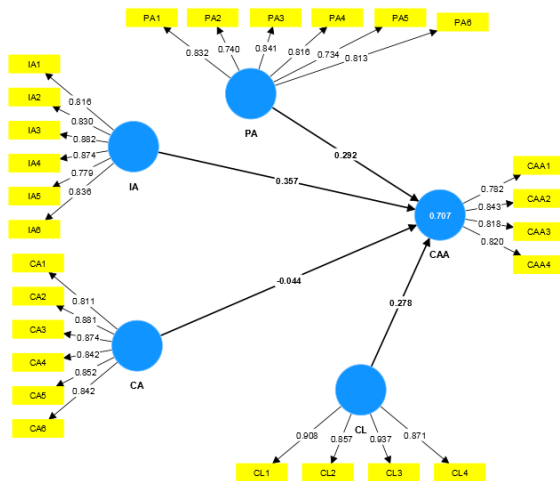 PA1 PA2 PA3 PA4 PA5 PA6
0.832 0.740 0.841 0.816 0.734 0.813
PA
IA1
IA2
IA3
IA4
IA5
IA6
0.816
0.830
0.882
0.874
0.779
0.836
IA
0.292
0.357
-0.044
0.278
0.707
CAA
0.782
0.843
0.818
0.820
CAA1
CAA2
CAA3
CAA4
CA1
CA2
CA3
CA4
CA5
CA6
0.811
0.881
0.874
0.842
0.852
0.842
CA
CL
0.908 0.857 0.937 0.871
CL1 CL2 CL3 CL4